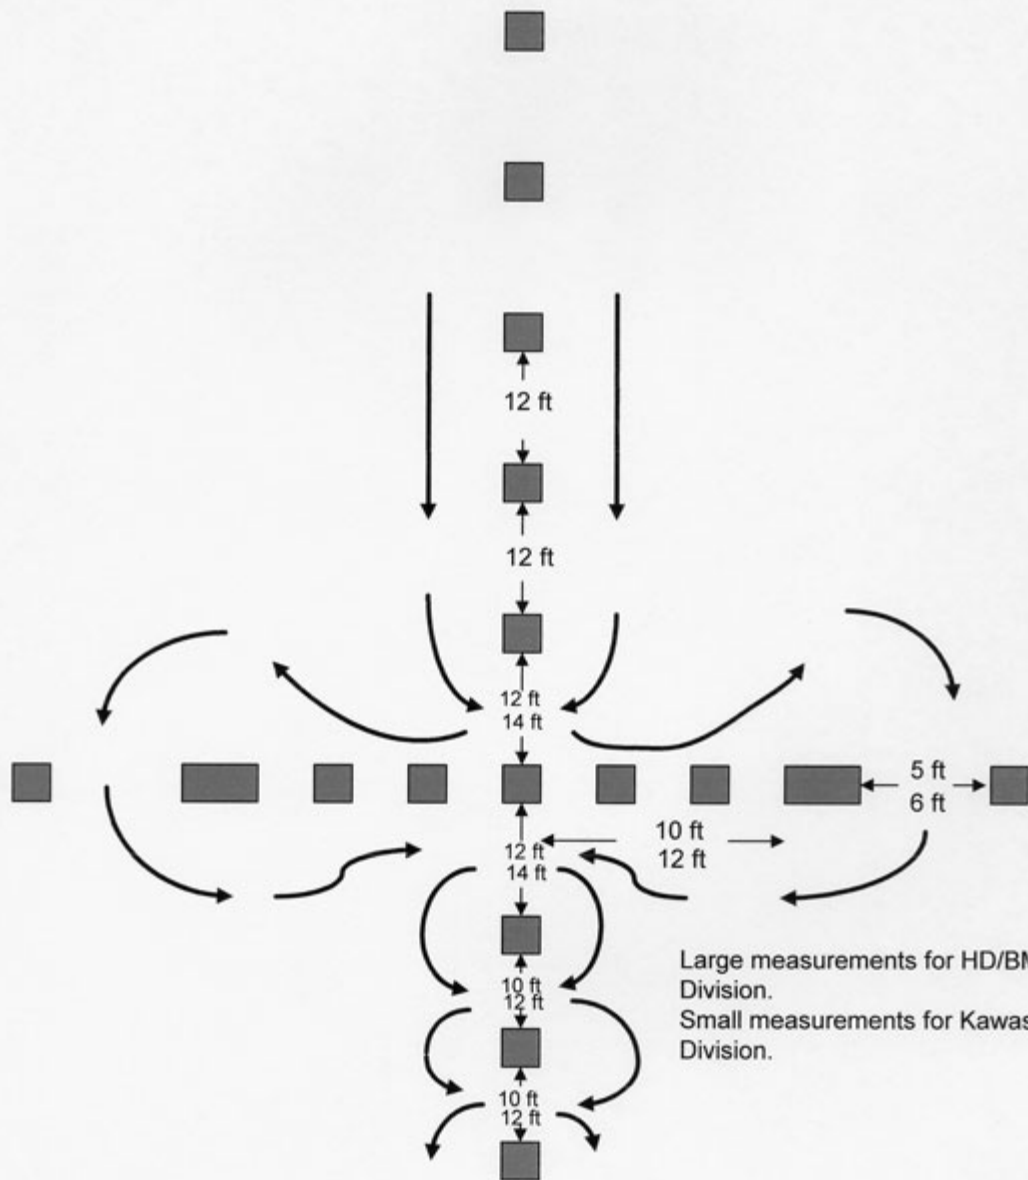 12 ft
12 ft
12 ft
14 ft
5 ft
6 ft
10 ft
12 ft
12 ft
14 ft
Large measurements for HD/BM
Division.
10 ft
12 ft
Small measurements for Kawas
Division.
10 ft
12 ft